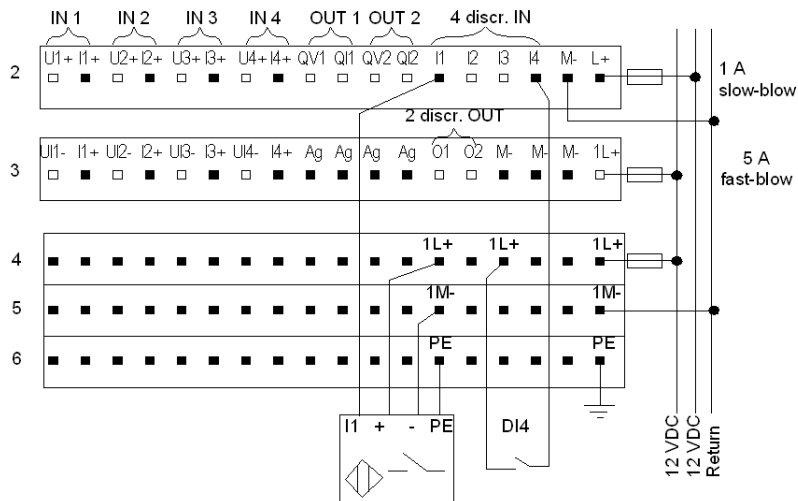 IN 1 IN 2 IN 3 IN 4 OUT 1 OUT 2 4 discr. IN
U1+ I1+ U2+ I2+ U3+ I3+ U4+ I4+ QV1 QI1 QV2 QI2 I1 I2 I3 I4 M- L+
2
1 A
slow-blow
2 discr. OUT
UI1- I1+ UI2- I2+ UI3- I3+ UI4- I4+ Ag Ag Ag Ag O1 O2 M- M- M- 1L+
3
5 A
fast-blow
1L+ 1L+ 1L+
4
1M- 1M-
5
PE PE
6
I1 + - PE DI4
12 VDC
12 VDC
Return